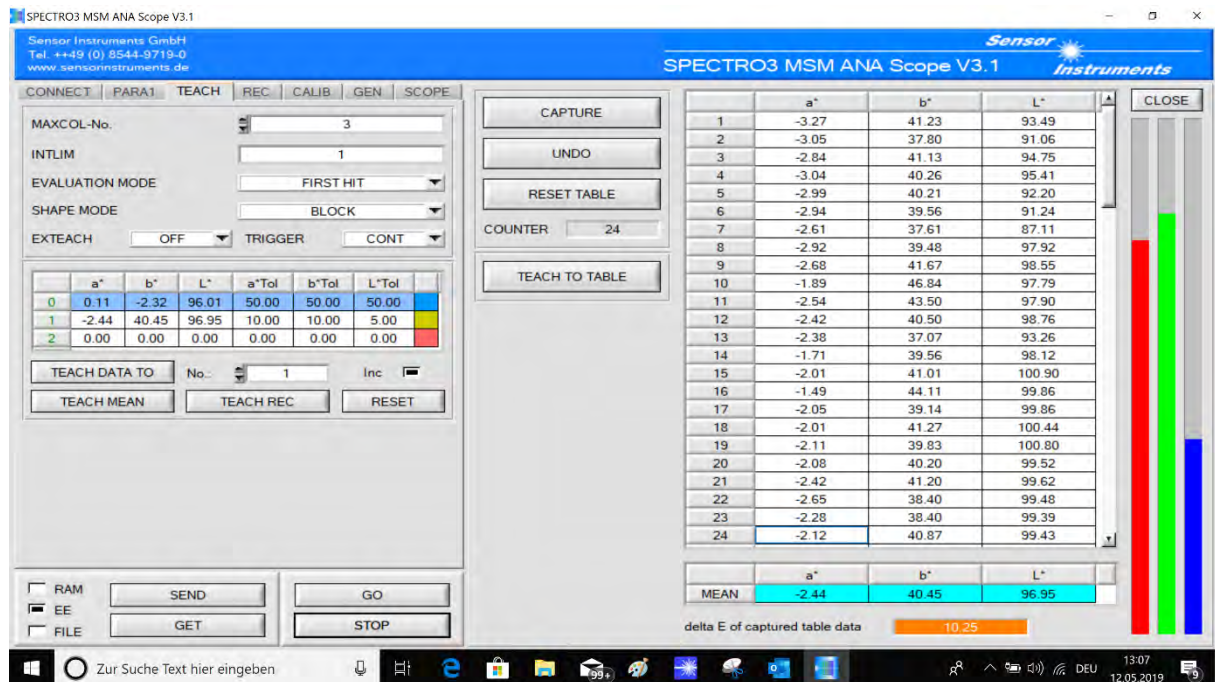 SPECTRO3 MSM ANA Scope V3.1
Sensor Instruments GmbH
Tel. ++49 (0) 8544-9719-0
www.sensorinstruments.de
Sensor
Instruments
SPECTRO3 MSM ANA Scope V3.1
CONNECT PARA1 TEACH REC CALIB GEN SCOPE
MAXCOL-No. 3
INTLIM 1
EVALUATION MODE FIRST HIT
SHAPE MODE BLOCK
EXTEACH OFF TRIGGER CONT
a* b* L* a*Tol b*Tol L*Tol
0 0.11 -2.32 96.01 50.00 50.00 50.00
1 -2.44 40.45 96.95 10.00 10.00 5.00
2 0.00 0.00 0.00 0.00 0.00 0.00
TEACH DATA TO No.: 1 Inc
TEACH MEAN TEACH REC RESET
RAM
EE
FILE
SEND GO
GET STOP
CAPTURE
UNDO
RESET TABLE
COUNTER 24
TEACH TO TABLE
CLOSE
a* b* L*
1 -3.27 41.23 93.49
2 -3.05 37.80 91.06
3 -2.84 41.13 94.75
4 -3.04 40.26 95.41
5 -2.99 40.21 92.20
6 -2.94 39.56 91.24
7 -2.61 37.61 87.11
8 -2.92 39.48 97.92
9 -2.68 41.67 98.55
10 -1.89 46.84 97.79
11 -2.54 43.50 97.90
12 -2.42 40.50 98.76
13 -2.38 37.07 93.26
14 -1.71 39.56 98.12
15 -2.01 41.01 100.90
16 -1.49 44.11 99.86
17 -2.05 39.14 99.86
18 -2.01 41.27 100.44
19 -2.11 39.83 100.80
20 -2.08 40.20 99.52
21 -2.42 41.20 99.62
22 -2.65 38.40 99.48
23 -2.28 38.40 99.39
24 -2.12 40.87 99.43
a* b* L*
MEAN -2.44 40.45 96.95
delta E of captured table data 10.25
Zur Suche Text hier eingeben
99+
DEU
13:07
12.05.2019
9